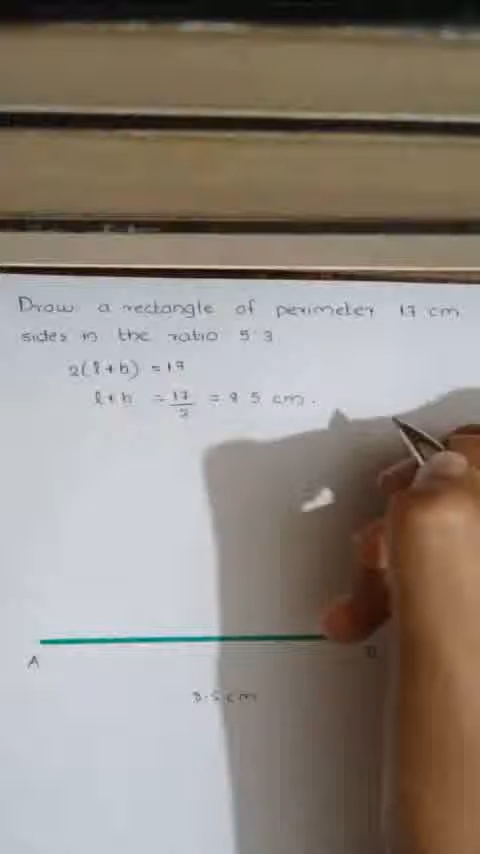 Draw a rectangle of perimeter 17 cm
sides in the ratio 5:3
2(l+b) = 17
l+b = 17/2 = 8.5 cm.
A B
8.5 cm